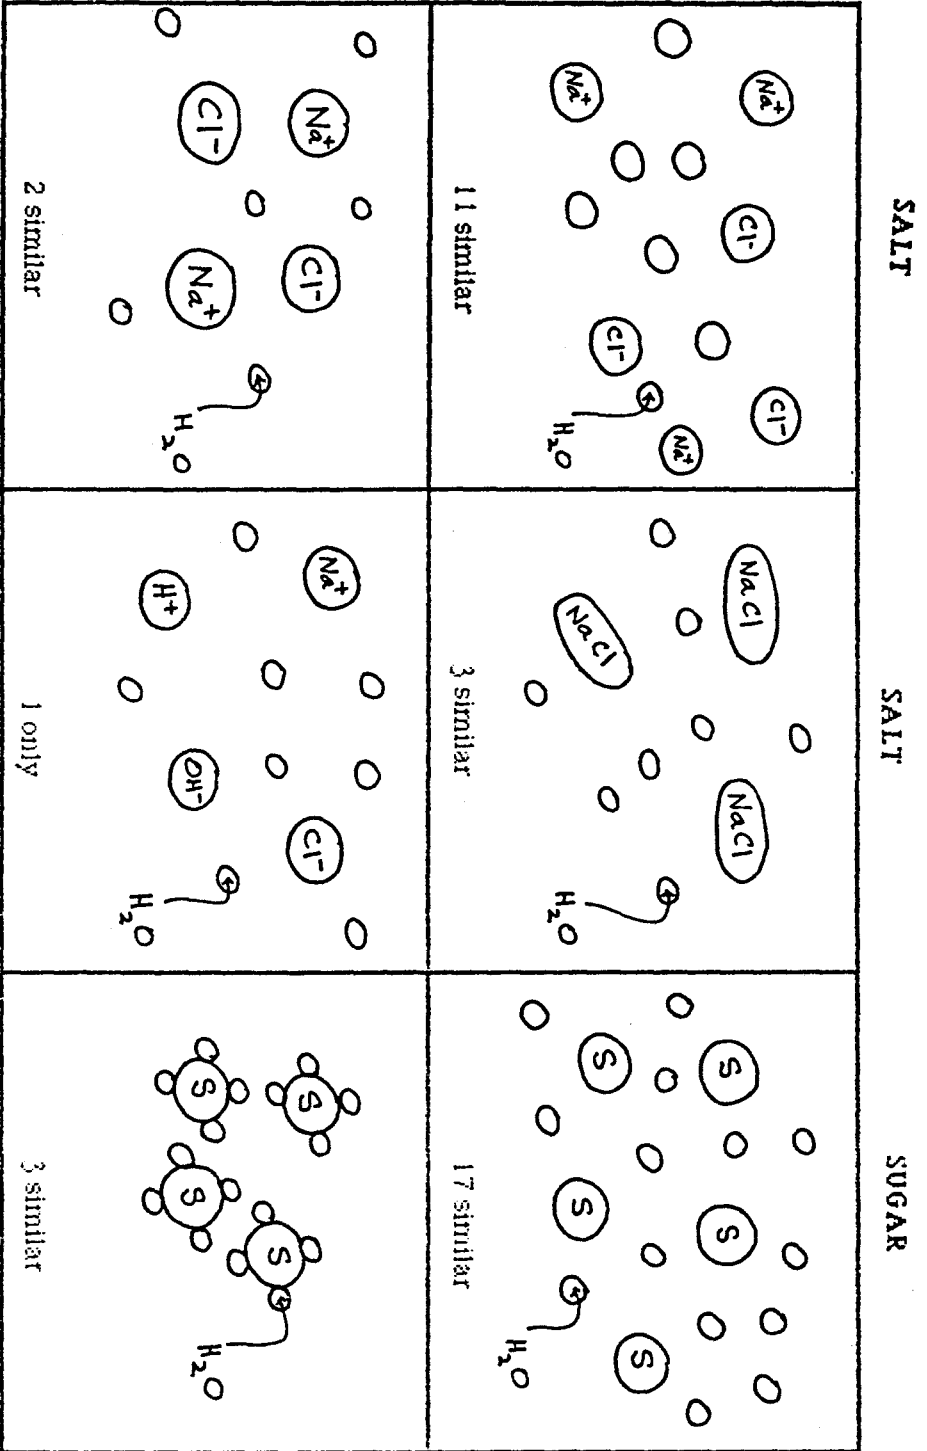 SALT
SALT
SUGAR
Na⁺
Cl⁻
Cl⁻
Na⁺
Cl⁻
Na⁺
H₂O
11 similar
NaCl
NaCl
NaCl
H₂O
3 similar
S
S
S
S
S
H₂O
17 similar
Na⁺
Cl⁻
Cl⁻
Na⁺
H₂O
2 similar
Na⁺
Cl⁻
H⁺
OH⁻
H₂O
1 only
S
S
S
S
H₂O
3 similar